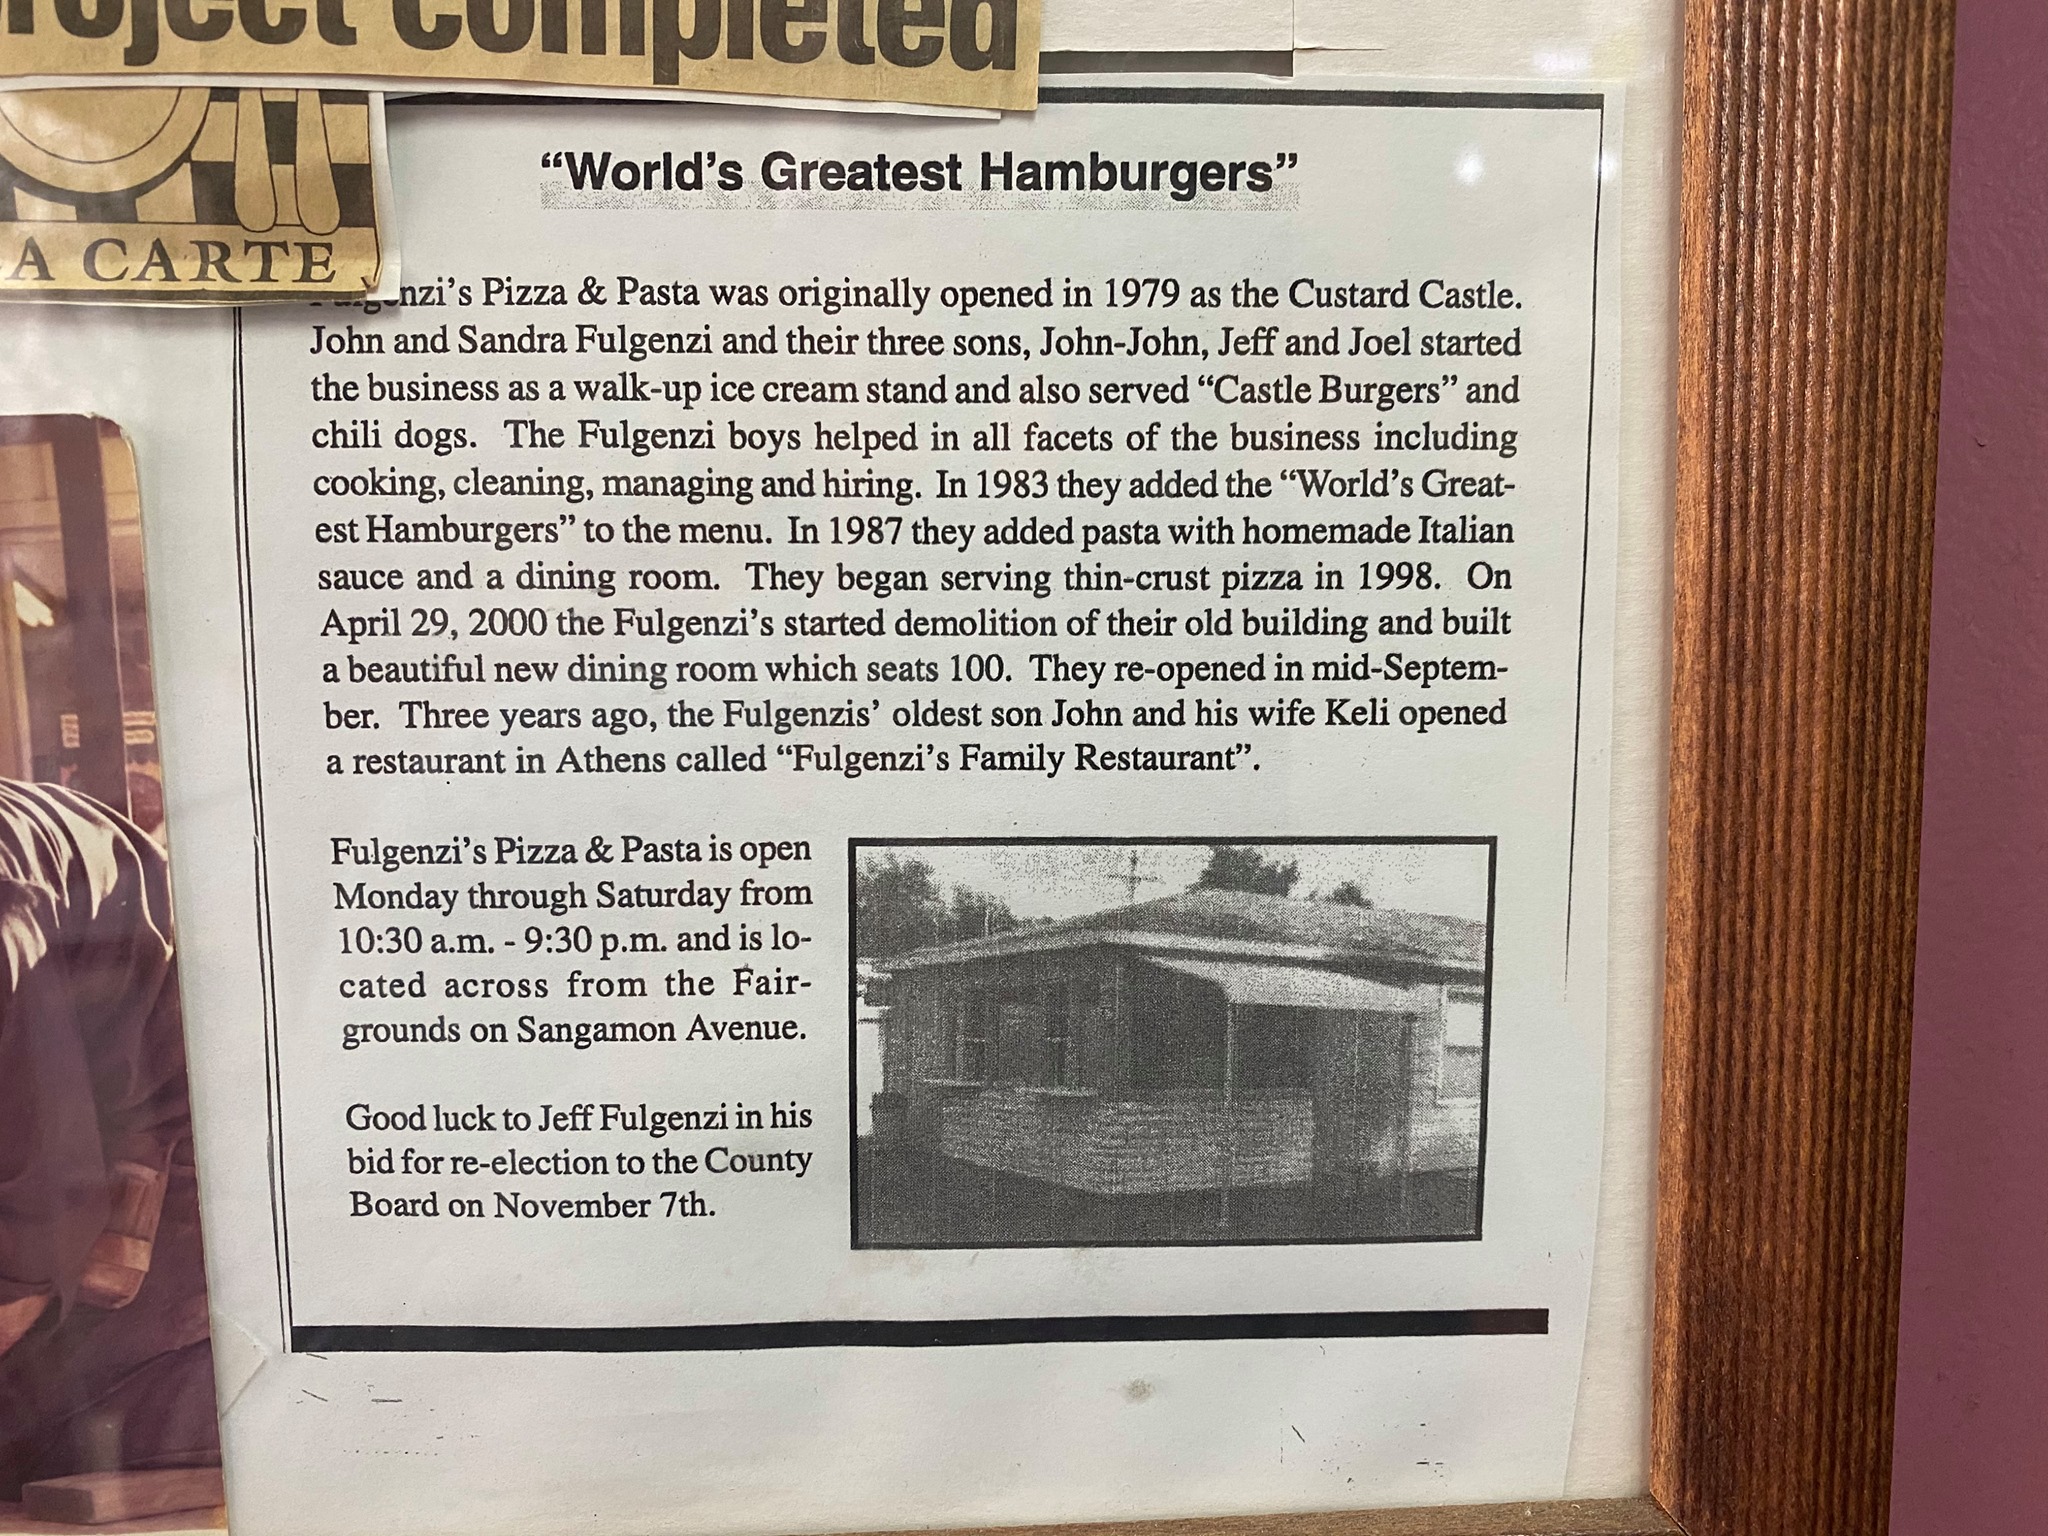 roject completed
A CARTE
"World's Greatest Hamburgers"
Fulgenzi's Pizza & Pasta was originally opened in 1979 as the Custard Castle.
John and Sandra Fulgenzi and their three sons, John-John, Jeff and Joel started
the business as a walk-up ice cream stand and also served "Castle Burgers" and
chili dogs. The Fulgenzi boys helped in all facets of the business including
cooking, cleaning, managing and hiring. In 1983 they added the "World's Great-
est Hamburgers" to the menu. In 1987 they added pasta with homemade Italian
sauce and a dining room. They began serving thin-crust pizza in 1998. On
April 29, 2000 the Fulgenzi's started demolition of their old building and built
a beautiful new dining room which seats 100. They re-opened in mid-Septem-
ber. Three years ago, the Fulgenzis' oldest son John and his wife Keli opened
a restaurant in Athens called "Fulgenzi's Family Restaurant".
Fulgenzi's Pizza & Pasta is open
Monday through Saturday from
10:30 a.m. - 9:30 p.m. and is lo-
cated across from the Fair-
grounds on Sangamon Avenue.
Good luck to Jeff Fulgenzi in his
bid for re-election to the County
Board on November 7th.